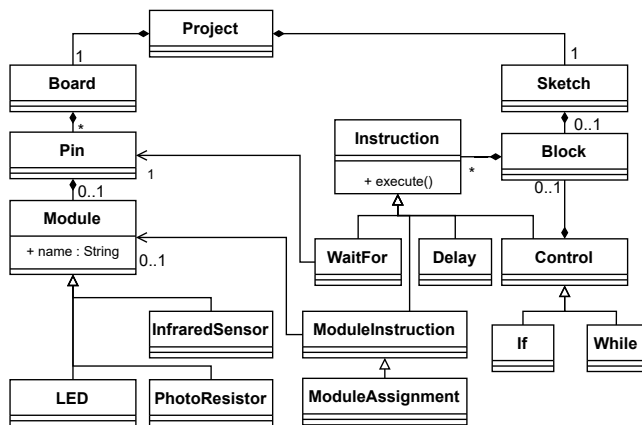 Project
1
1
Board
Sketch
*
0..1
Instruction
Pin
Block
+ execute()
1
*
0..1
0..1
Module
+ name : String
0..1
WaitFor
Delay
Control
InfraredSensor
ModuleInstruction
If
While
LED
PhotoResistor
ModuleAssignment